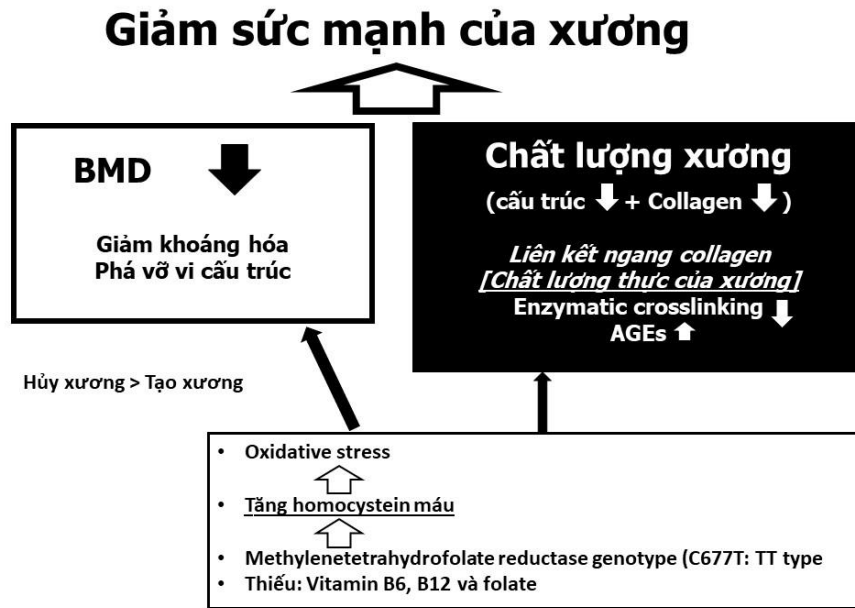 Giảm sức mạnh của xương
BMD
Giảm khoáng hóa
Phá vỡ vi cấu trúc
Chất lượng xương
(cấu trúc + Collagen )
Liên kết ngang collagen
[Chất lượng thực của xương]
Enzymatic crosslinking
AGEs
Hủy xương > Tạo xương
• Oxidative stress
• Tăng homocystein máu
• Methylenetetrahydrofolate reductase genotype (C677T: TT type
• Thiếu: Vitamin B6, B12 và folate